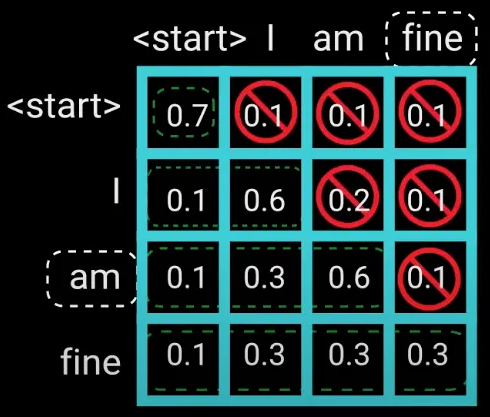 <start> I am fine
<start> 0.7 0.1 0.1 0.1
I 0.1 0.6 0.2 0.1
am 0.1 0.3 0.6 0.1
fine 0.1 0.3 0.3 0.3